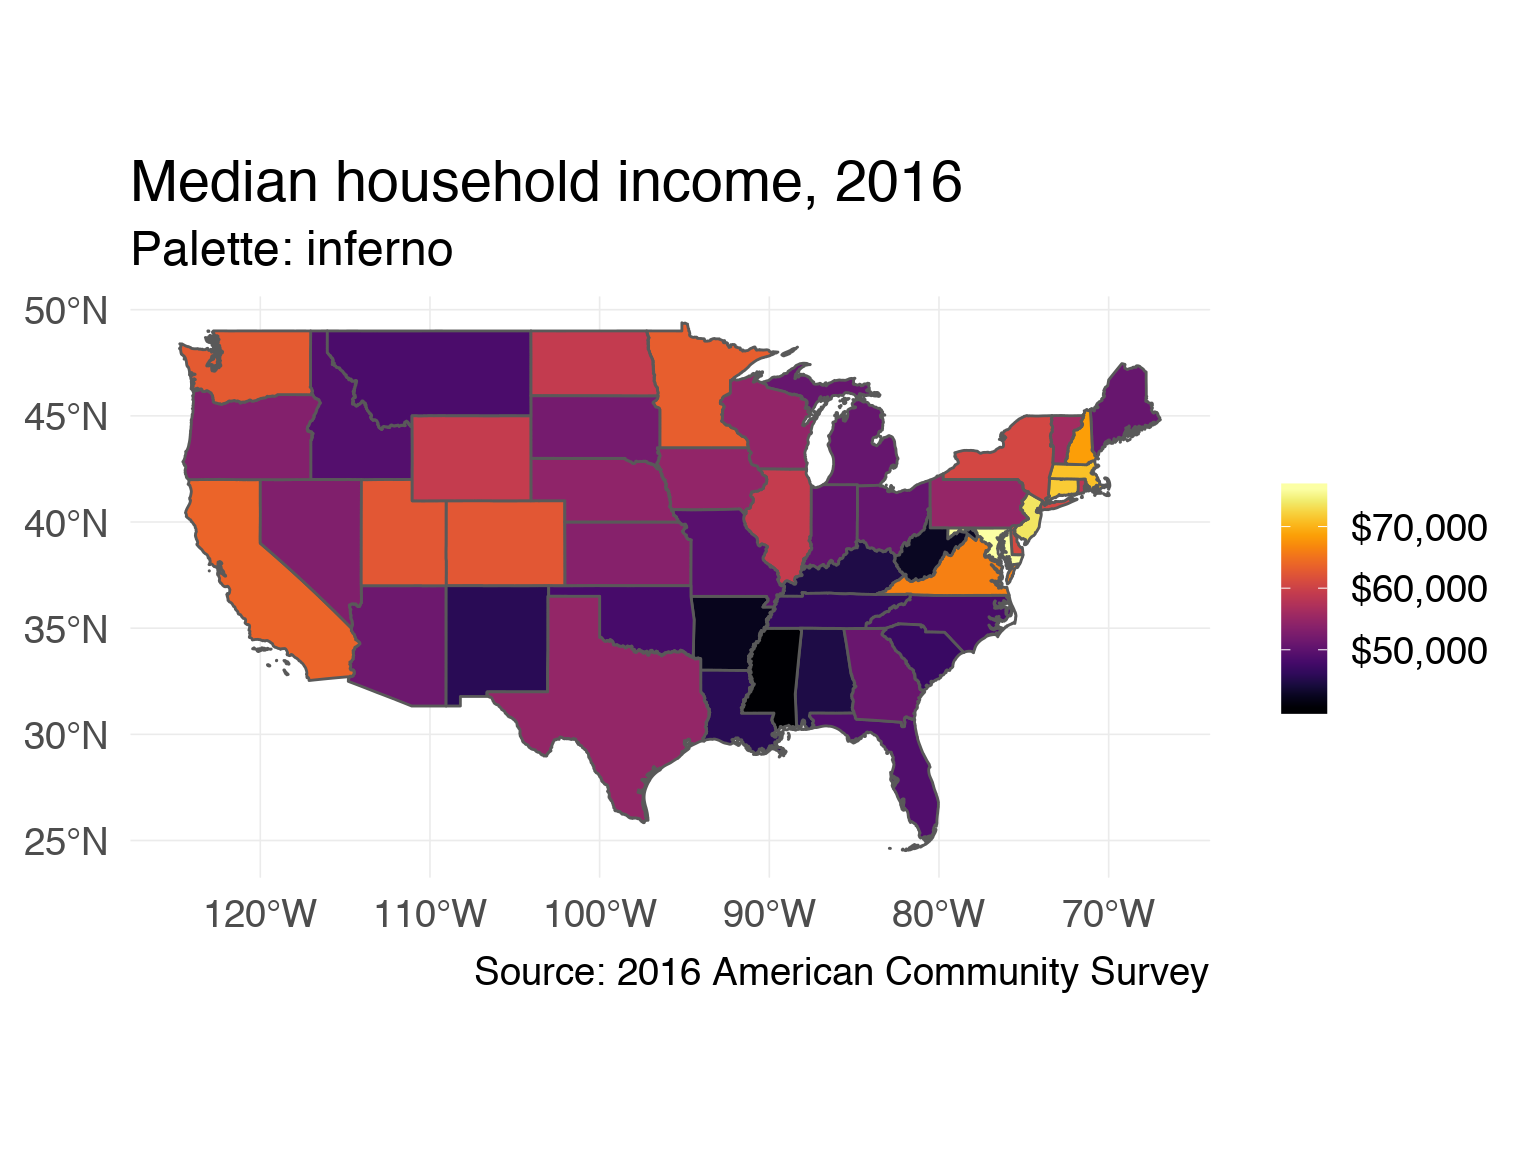 Median household income, 2016
Palette: inferno
50°N
45°N
40°N
35°N
30°N
25°N
120°W 110°W 100°W 90°W 80°W 70°W
$70,000
$60,000
$50,000
Source: 2016 American Community Survey